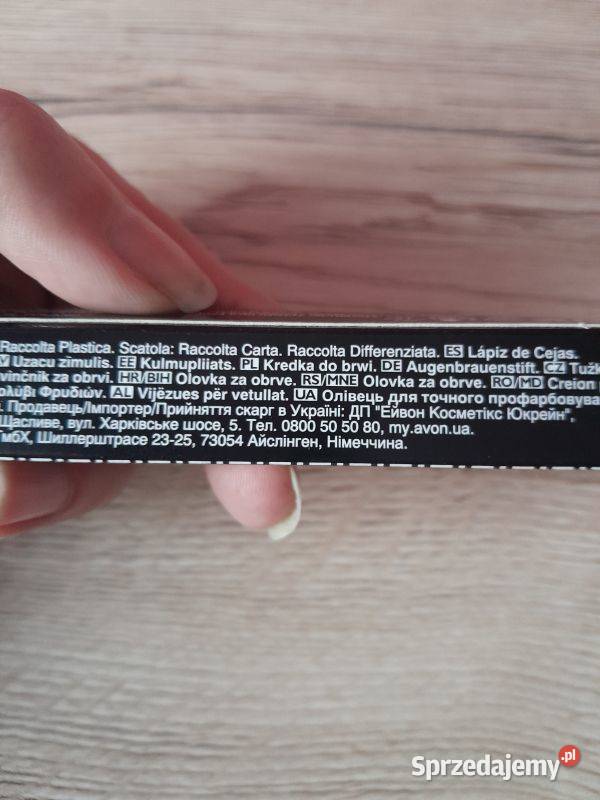 Raccolta Plastica. Scatola: Raccolta Carta. Raccolta Differenziata. ES Lápiz de Cejas.
Uzacu zīmulis. EE Kulmupliiats. PL Kredka do brwi. DE Augenbrauenstift. CZ
za obrvi. HR/BIH Olovka za obrve. RS/MNE Olovka za obrve. RO/MD Creion
Φρυδιών. AL Vijëzues për vetullat. UA Олівець для точного
Продавець/Імпортер/Прийняття скарг в Україні: ДП "Ейвон Косметікс Юкрейн",
Щасливе, вул. Харківське шосе, 5. Тел. 0800 50 50 80, my.avon.ua.
Шиллерштрасе 23-25, 73054 Айслінген, Німеччина.
Sprzedajemy.pl